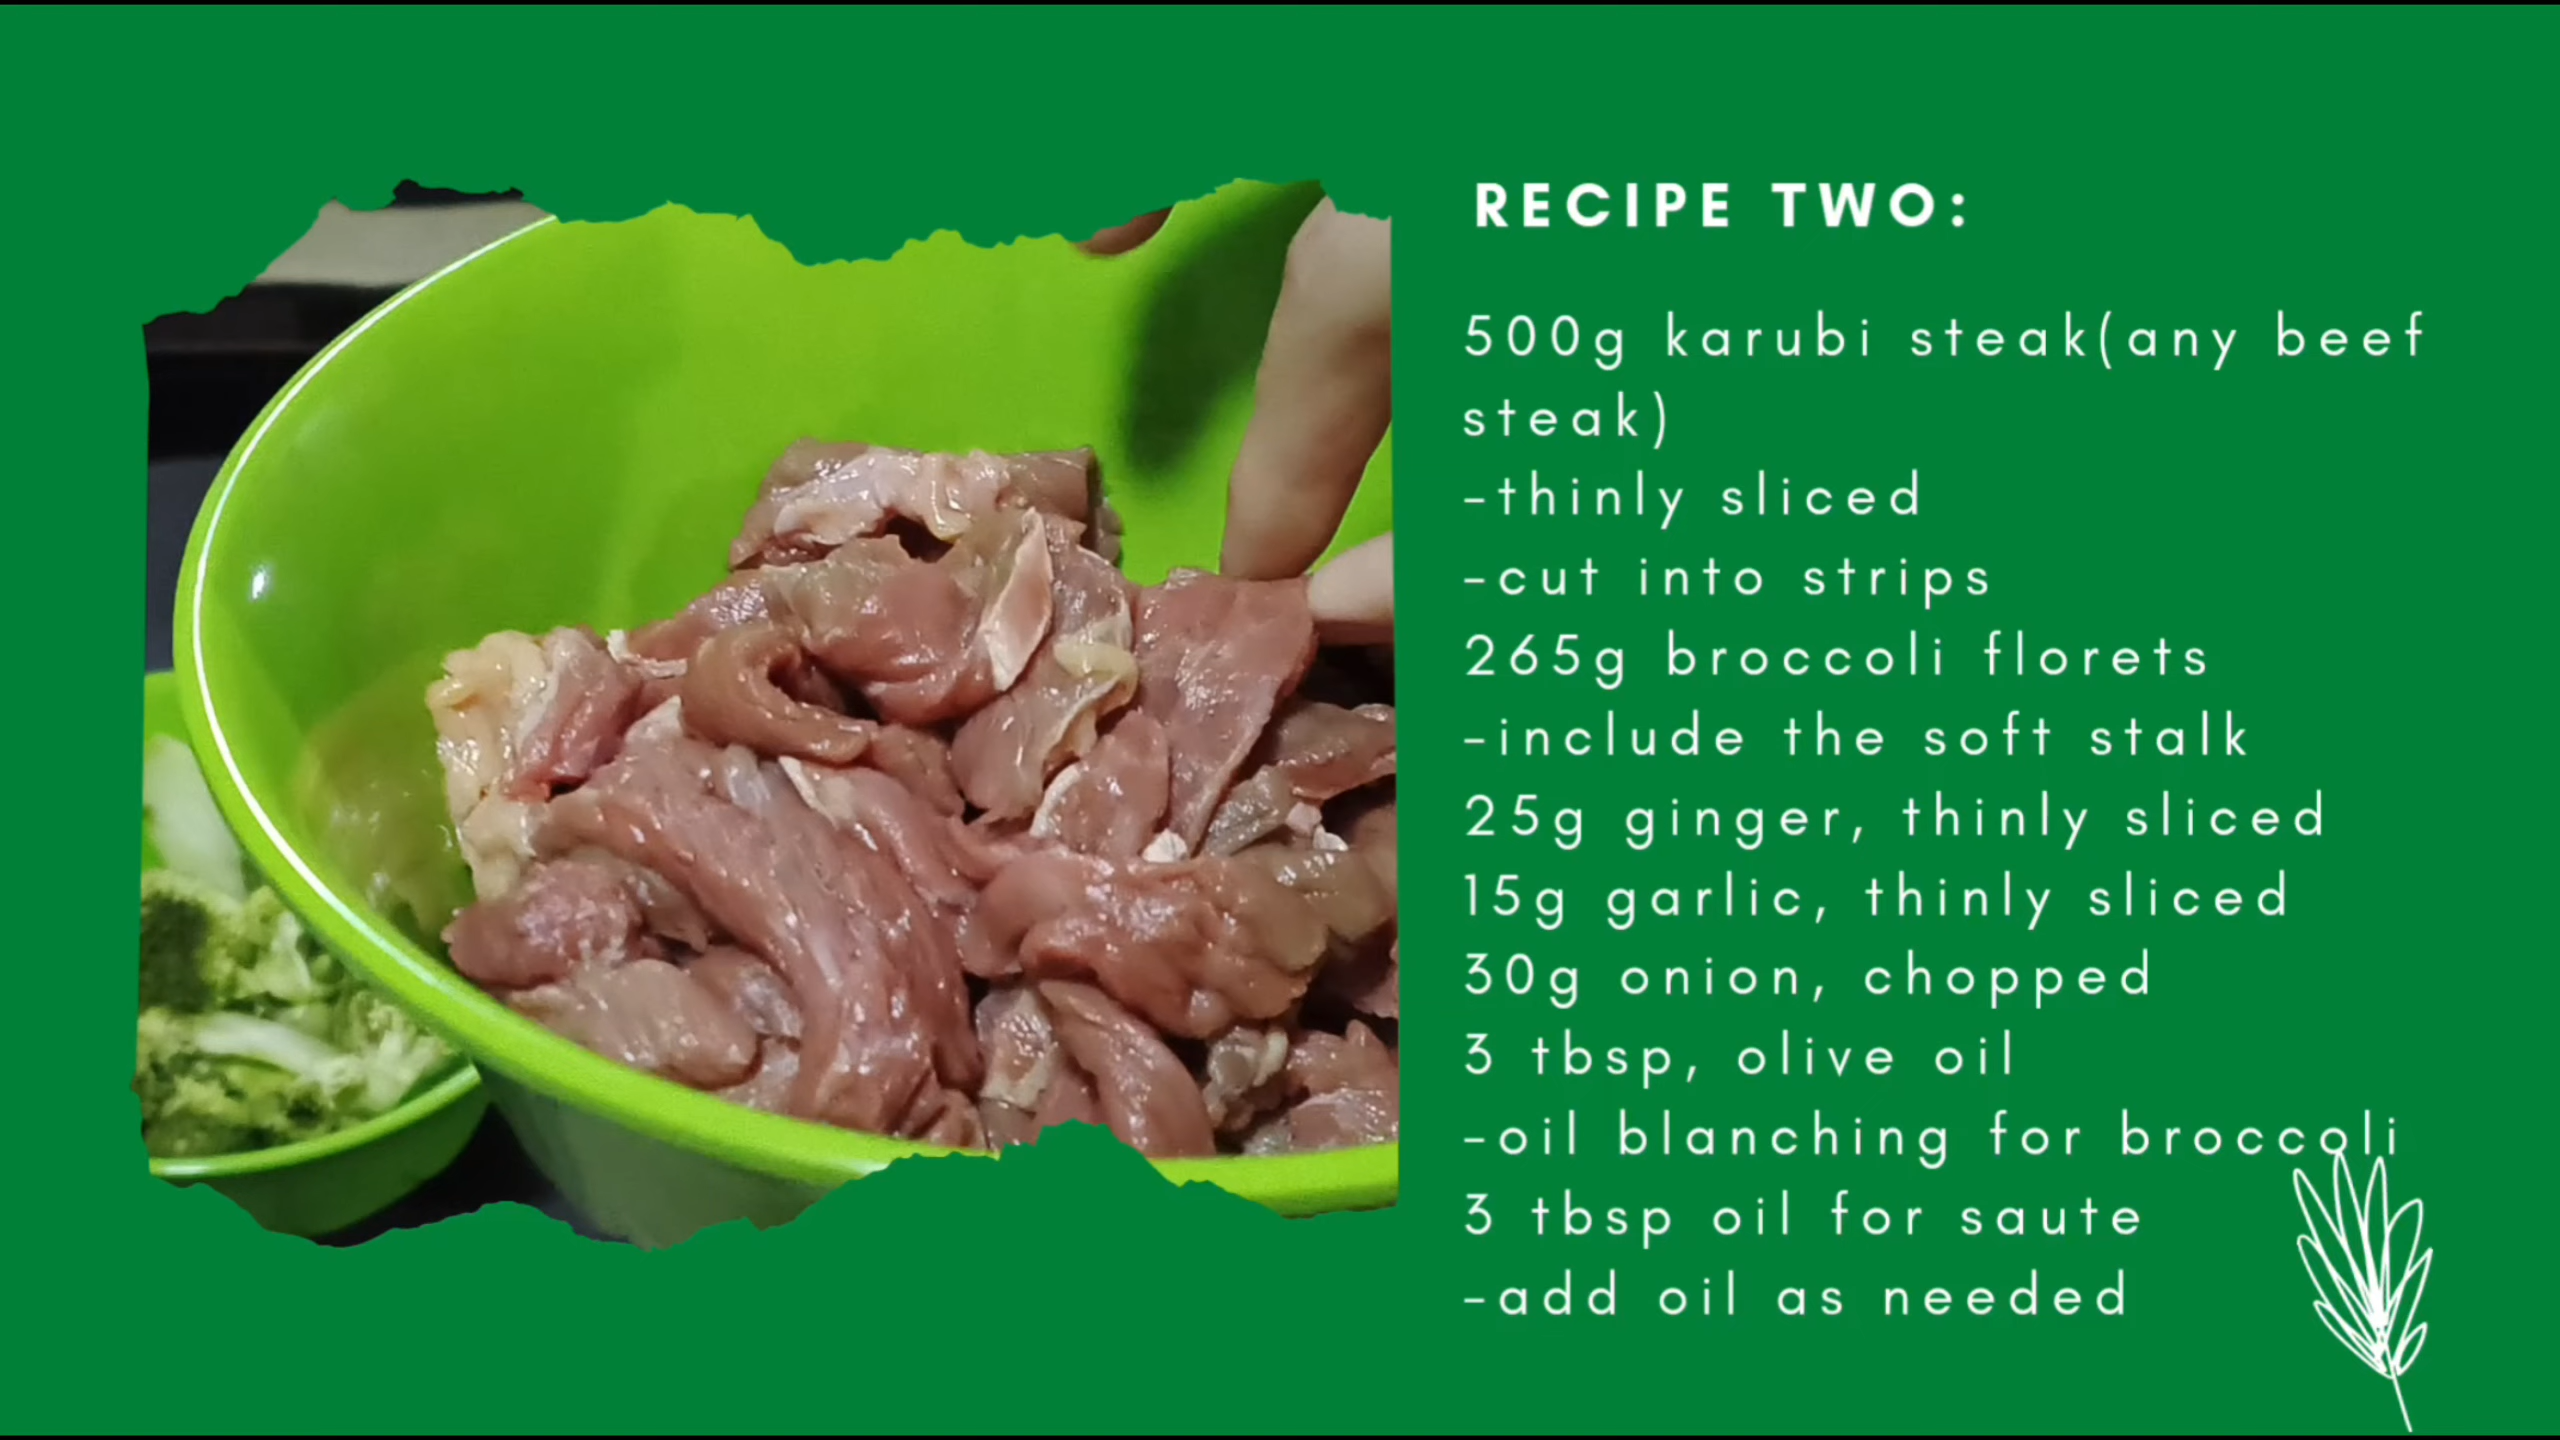 RECIPE TWO:
500g karubi steak(any beef
steak)
-thinly sliced
-cut into strips
265g broccoli florets
-include the soft stalk
25g ginger, thinly sliced
15g garlic, thinly sliced
30g onion, chopped
3 tbsp, olive oil
-oil blanching for broccoli
3 tbsp oil for saute
-add oil as needed